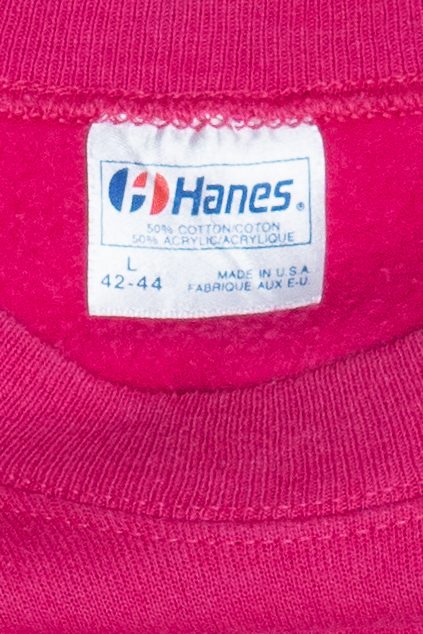 Hanes®
50% COTTON/COTON
50% ACRYLIC/ACRYLIQUE
L
42-44
MADE IN U.S.A.
FABRIQUE AUX E-U.